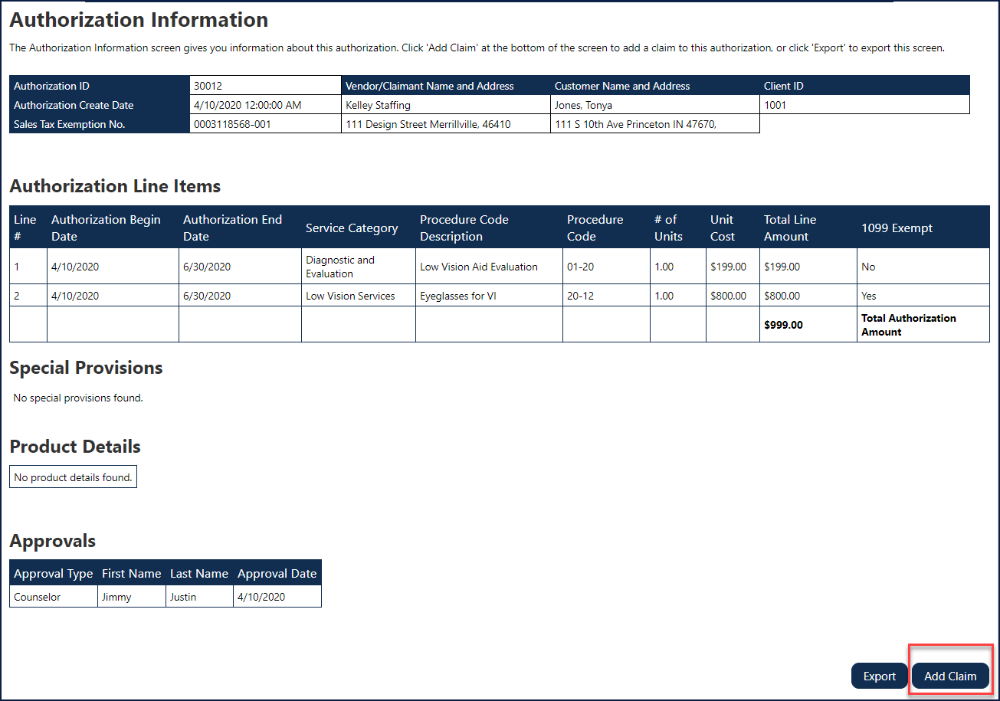 Authorization Information
The Authorization Information screen gives you information about this authorization. Click 'Add Claim' at the bottom of the screen to add a claim to this authorization, or click 'Export' to export this screen.
Authorization ID 30012 Vendor/Claimant Name and Address Customer Name and Address Client ID
Authorization Create Date 4/10/2020 12:00:00 AM Kelley Staffing Jones, Tonya 1001
Sales Tax Exemption No. 0003118568-001 111 Design Street Merrillville, 46410 111 S 10th Ave Princeton IN 47670,
Authorization Line Items
Line # Authorization Begin Date Authorization End Date Service Category Procedure Code Description Procedure Code # of Units Unit Cost Total Line Amount 1099 Exempt
1 4/10/2020 6/30/2020 Diagnostic and Evaluation Low Vision Aid Evaluation 01-20 1.00 $199.00 $199.00 No
2 4/10/2020 6/30/2020 Low Vision Services Eyeglasses for VI 20-12 1.00 $800.00 $800.00 Yes
$999.00 Total Authorization Amount
Special Provisions
No special provisions found.
Product Details
No product details found.
Approvals
Approval Type First Name Last Name Approval Date
Counselor Jimmy Justin 4/10/2020
Export Add Claim